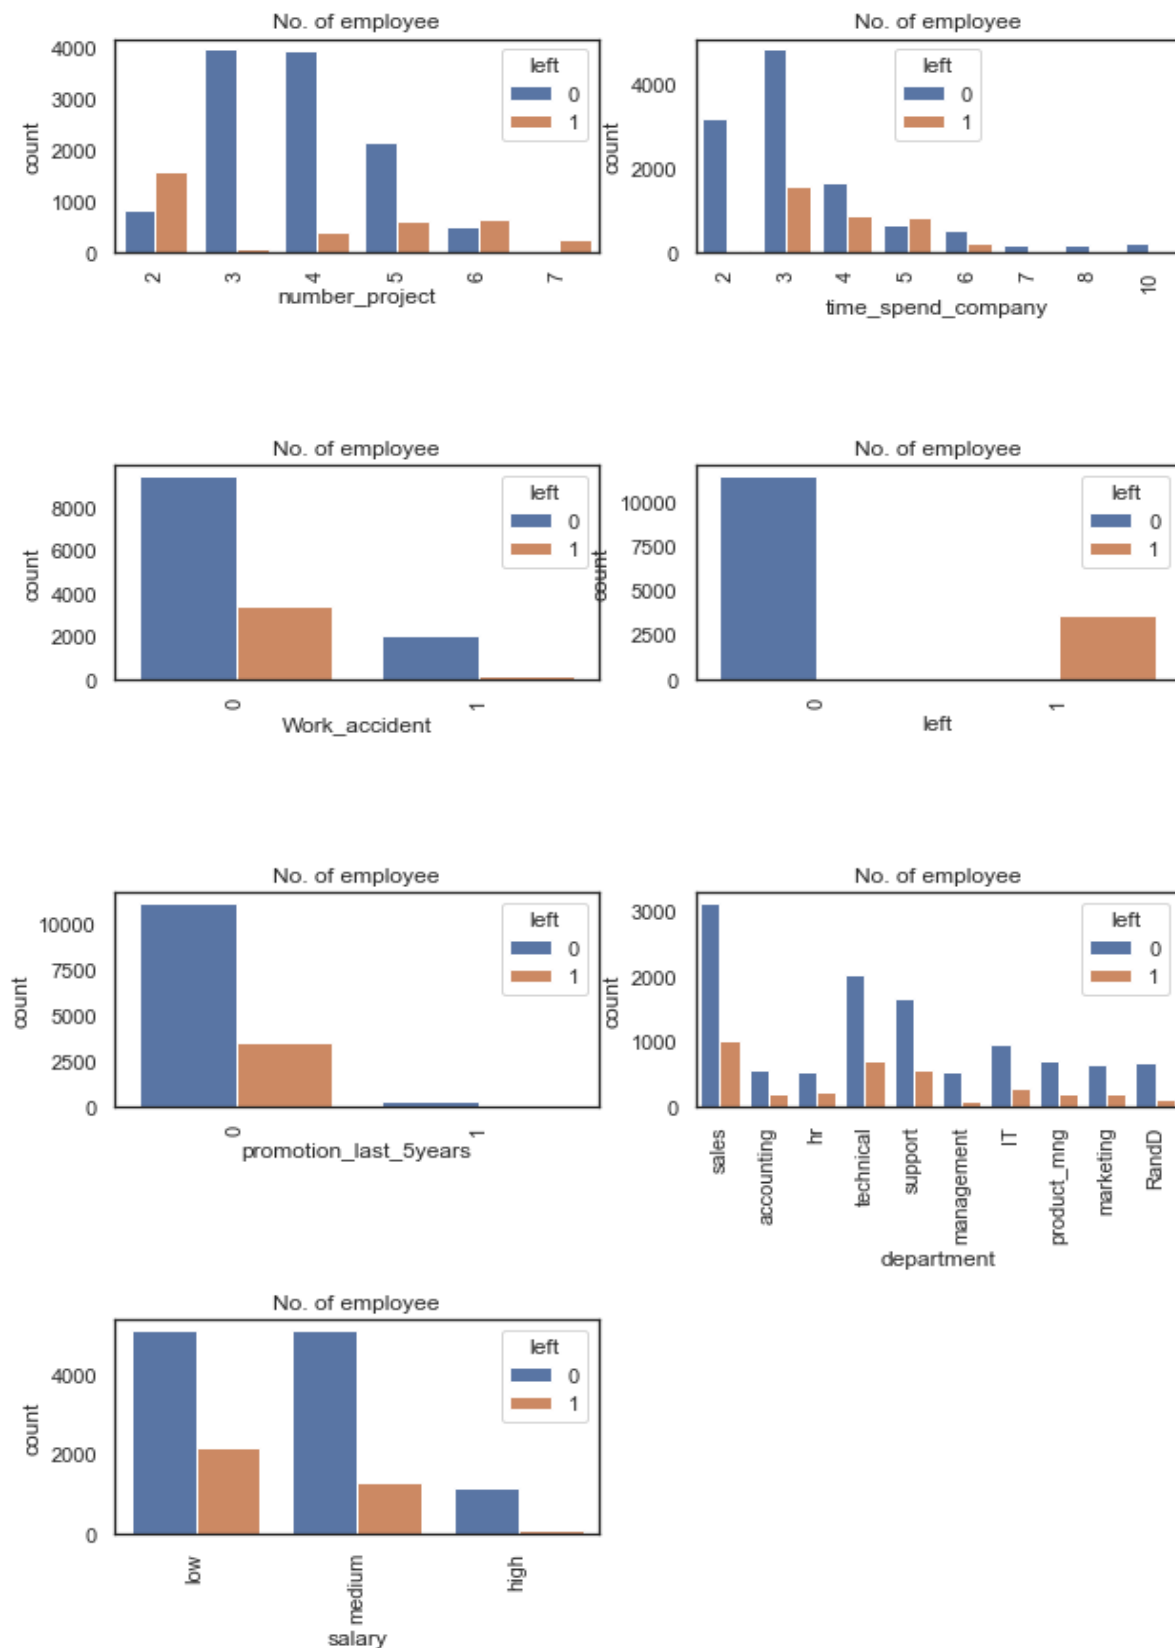 No. of employee
4000
3000
2000
1000
0
count
left
0
1
2
3
4
5
6
7
number_project
No. of employee
4000
2000
0
count
left
0
1
2
3
4
5
6
7
8
10
time_spend_company
No. of employee
8000
6000
4000
2000
0
count
left
0
1
0
1
Work_accident
No. of employee
10000
7500
5000
2500
0
count
left
0
1
0
1
left
No. of employee
10000
7500
5000
2500
0
count
left
0
1
0
1
promotion_last_5years
No. of employee
3000
2000
1000
0
count
left
0
1
sales
accounting
hr
technical
support
management
IT
product_mng
marketing
RandD
department
No. of employee
4000
2000
0
count
left
0
1
low
medium
high
salary